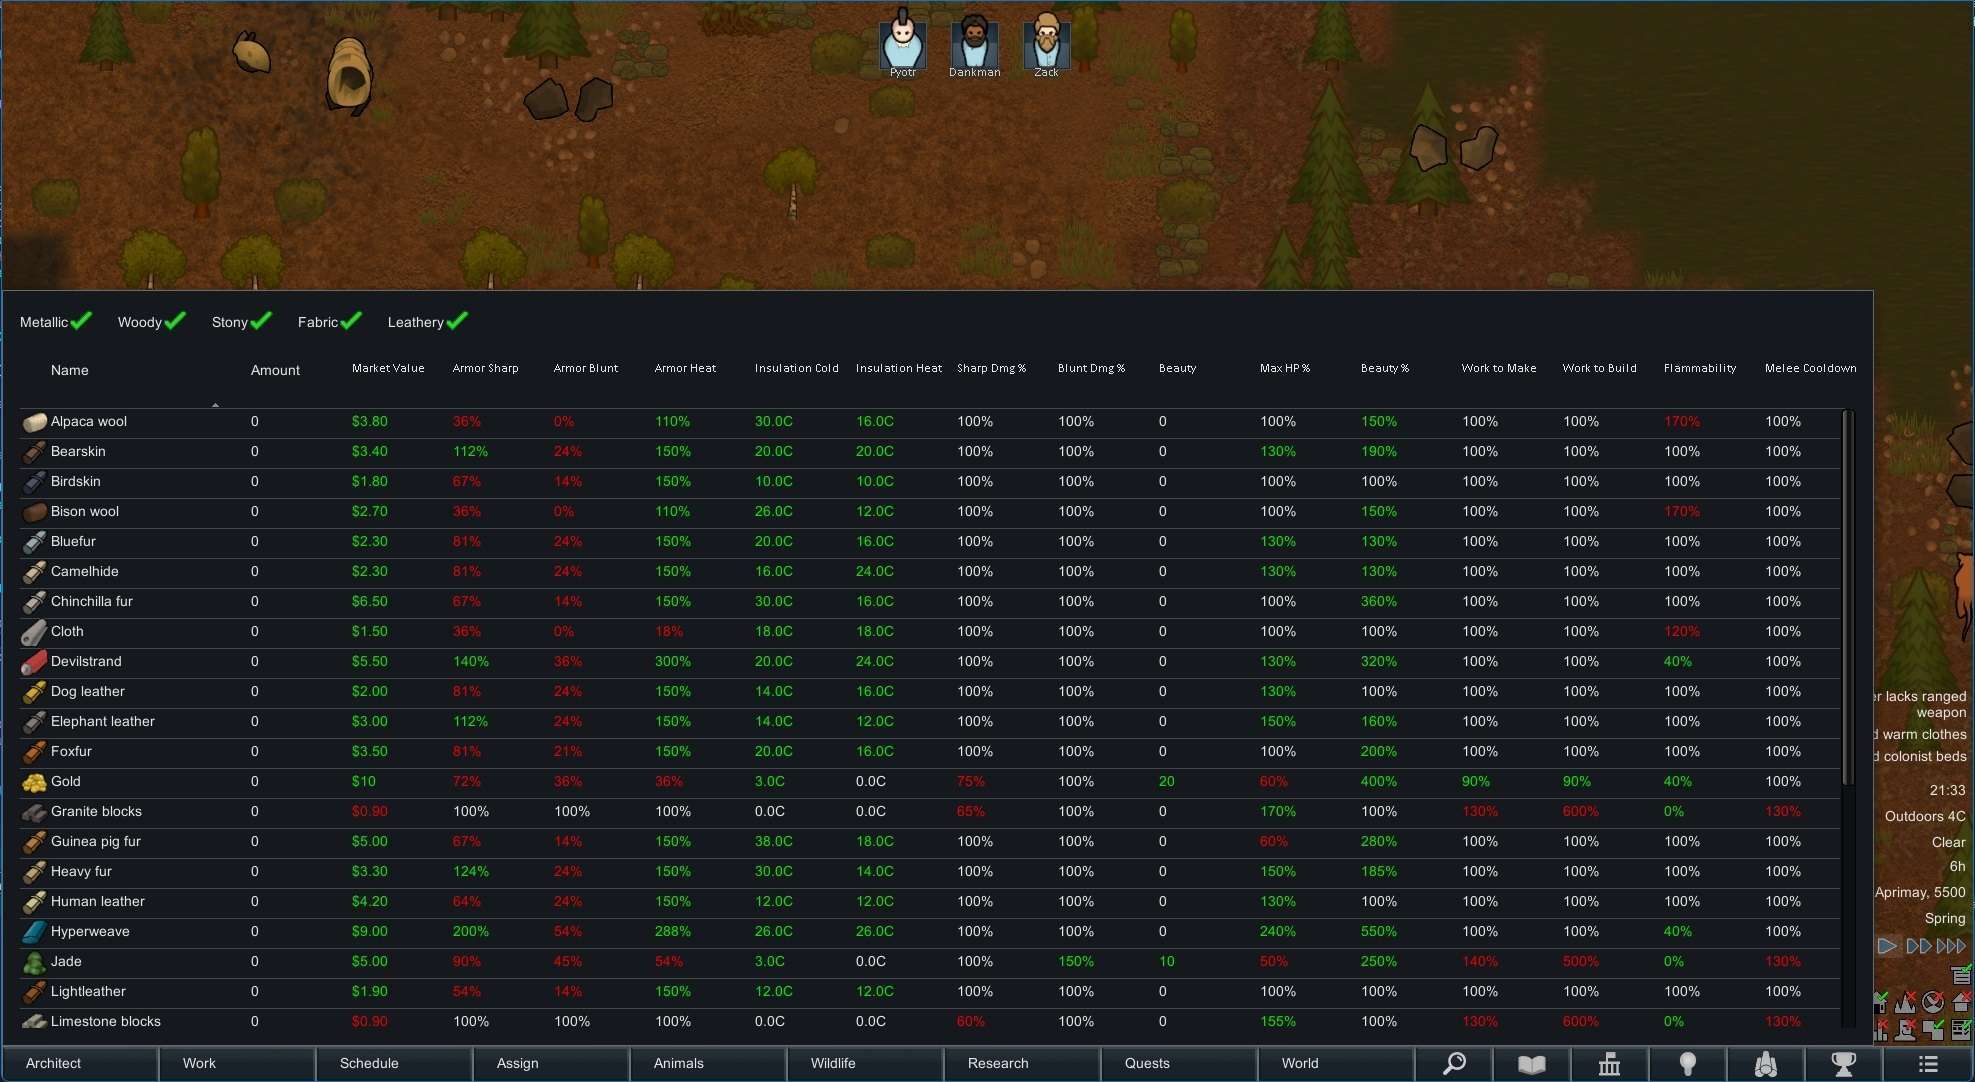 Pyotr Dankman Zack
Metallic Woody Stony Fabric Leathery
Name Amount Market Value Armor Sharp Armor Blunt Armor Heat Insulation Cold Insulation Heat Sharp Dmg % Blunt Dmg % Beauty Max HP % Beauty % Work to Make Work to Build Flammability Melee Cooldown
Alpaca wool 0 $3.80 36% 0% 110% 30.0C 16.0C 100% 100% 0 100% 150% 100% 100% 170% 100%
Bearskin 0 $3.40 112% 24% 150% 20.0C 20.0C 100% 100% 0 130% 190% 100% 100% 100% 100%
Birdskin 0 $1.80 67% 14% 150% 10.0C 10.0C 100% 100% 0 100% 100% 100% 100% 100% 100%
Bison wool 0 $2.70 36% 0% 110% 26.0C 12.0C 100% 100% 0 100% 150% 100% 100% 170% 100%
Bluefur 0 $2.30 81% 24% 150% 20.0C 16.0C 100% 100% 0 130% 130% 100% 100% 100% 100%
Camelhide 0 $2.30 81% 24% 150% 16.0C 24.0C 100% 100% 0 130% 130% 100% 100% 100% 100%
Chinchilla fur 0 $6.50 67% 14% 150% 30.0C 16.0C 100% 100% 0 100% 360% 100% 100% 100% 100%
Cloth 0 $1.50 36% 0% 18% 18.0C 18.0C 100% 100% 0 100% 100% 100% 100% 120% 100%
Devilstrand 0 $5.50 140% 36% 300% 20.0C 24.0C 100% 100% 0 130% 320% 100% 100% 40% 100%
Dog leather 0 $2.00 81% 24% 150% 14.0C 16.0C 100% 100% 0 130% 100% 100% 100% 100% 100%
Elephant leather 0 $3.00 112% 24% 150% 14.0C 12.0C 100% 100% 0 150% 160% 100% 100% 100% 100%
Foxfur 0 $3.50 81% 21% 150% 20.0C 16.0C 100% 100% 0 100% 200% 100% 100% 100% 100%
Gold 0 $10 72% 36% 36% 3.0C 0.0C 75% 100% 20 60% 400% 90% 90% 40% 100%
Granite blocks 0 $0.90 100% 100% 100% 0.0C 0.0C 65% 100% 0 170% 100% 130% 600% 0% 130%
Guinea pig fur 0 $5.00 67% 14% 150% 38.0C 18.0C 100% 100% 0 60% 280% 100% 100% 100% 100%
Heavy fur 0 $3.30 124% 24% 150% 30.0C 14.0C 100% 100% 0 150% 185% 100% 100% 100% 100%
Human leather 0 $4.20 64% 24% 150% 12.0C 12.0C 100% 100% 0 130% 100% 100% 100% 100% 100%
Hyperweave 0 $9.00 200% 54% 288% 26.0C 26.0C 100% 100% 0 240% 550% 100% 100% 40% 100%
Jade 0 $5.00 90% 45% 54% 3.0C 0.0C 100% 150% 10 50% 250% 140% 500% 0% 130%
Lightleather 0 $1.90 54% 14% 150% 12.0C 12.0C 100% 100% 0 100% 100% 100% 100% 100% 100%
Limestone blocks 0 $0.90 100% 100% 100% 0.0C 0.0C 60% 100% 0 155% 100% 130% 600% 0% 130%
er lacks ranged
weapon
d warm clothes
d colonist beds
21:33
Outdoors 4C
Clear
6h
Aprimay, 5500
Spring
Architect Work Schedule Assign Animals Wildlife Research Quests World